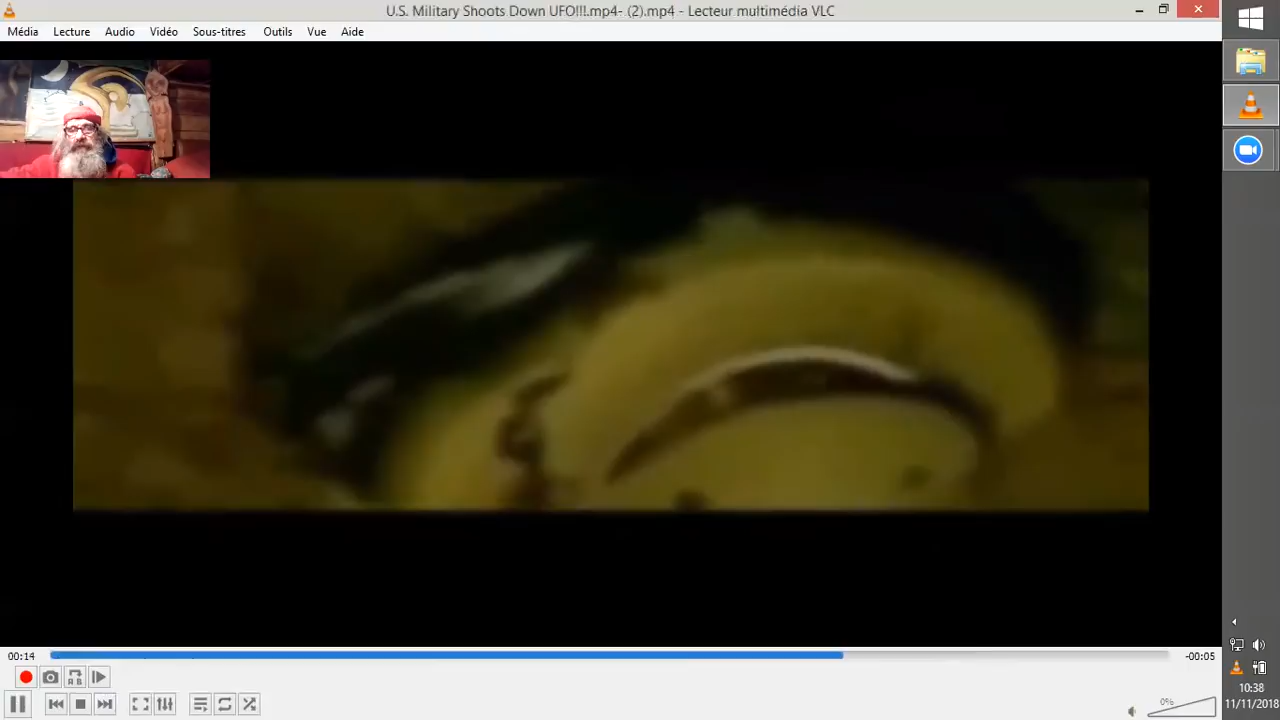 U.S. Military Shoots Down UFO!!!.mp4- (2).mp4 - Lecteur multimédia VLC
Média Lecture Audio Vidéo Sous-titres Outils Vue Aide
00:14 -00:05
0%
10:38
11/11/2018